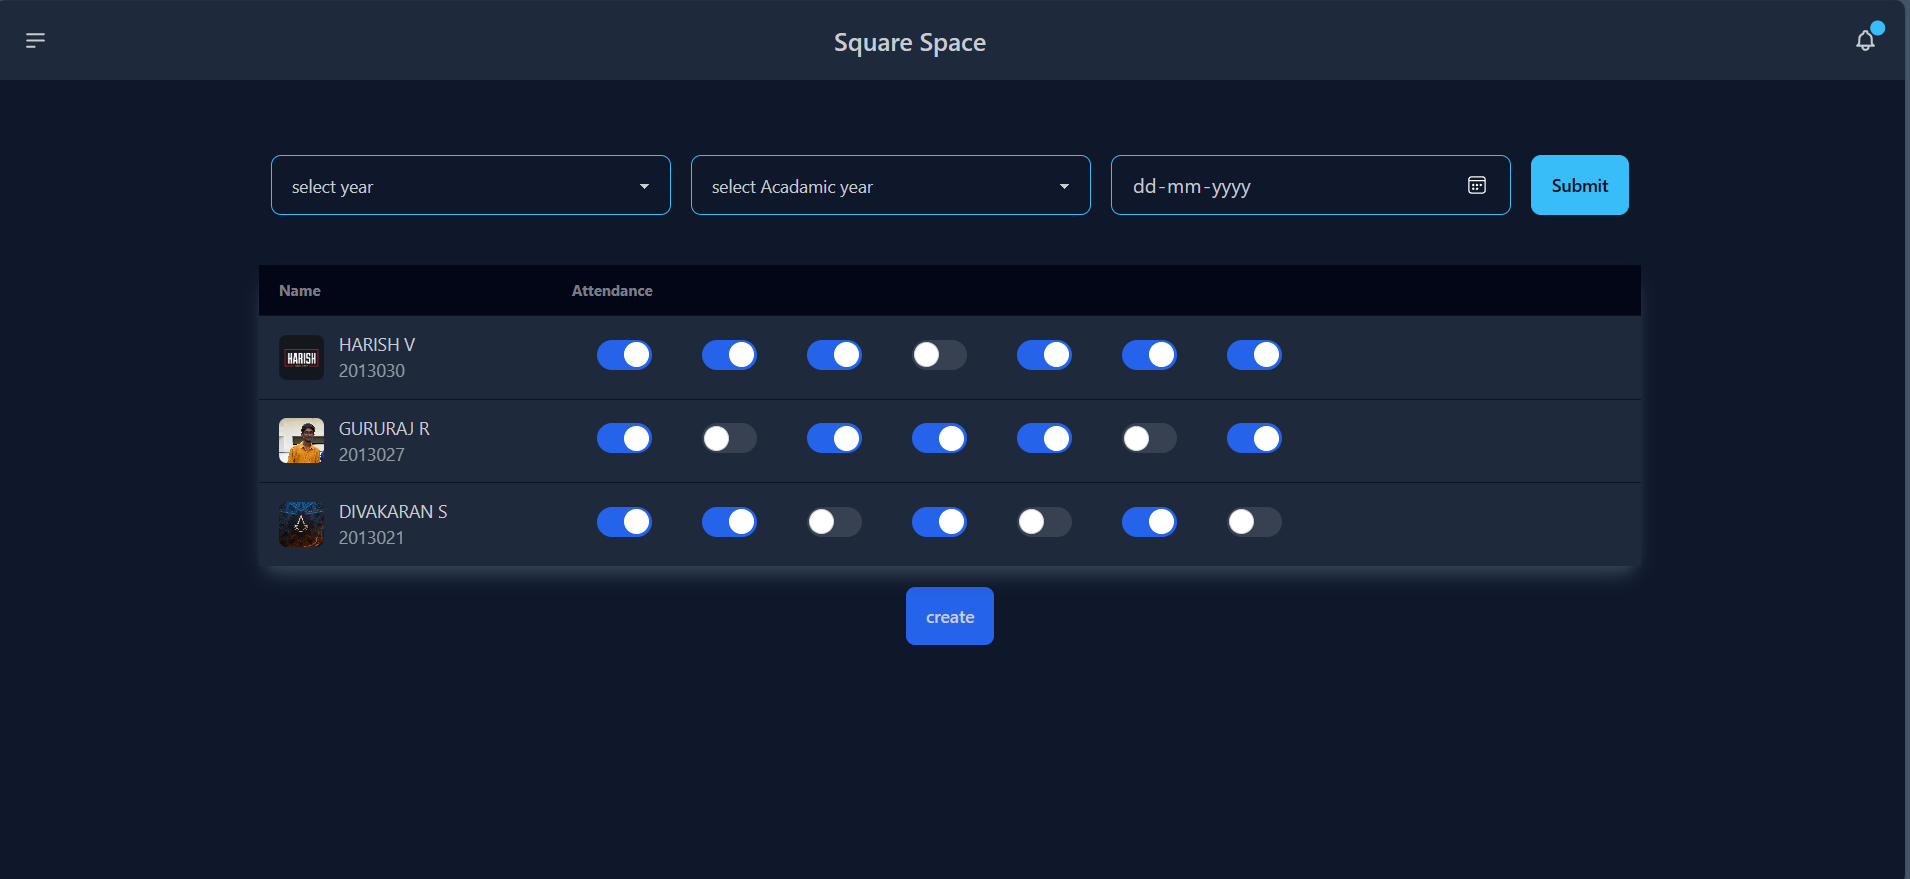 Square Space
select year
select Acadamic year
dd-mm-yyyy
Submit
Name Attendance
HARISH
HARISH V
2013030
GURURAJ R
2013027
DIVAKARAN S
2013021
create